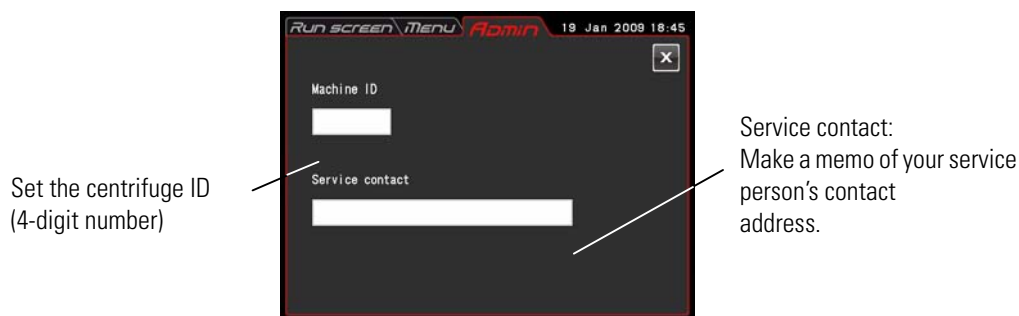 Run screen Menu Admin 19 Jan 2009 18:45
X
Machine ID
Service contact
Set the centrifuge ID
(4-digit number)
Service contact:
Make a memo of your service
person's contact
address.